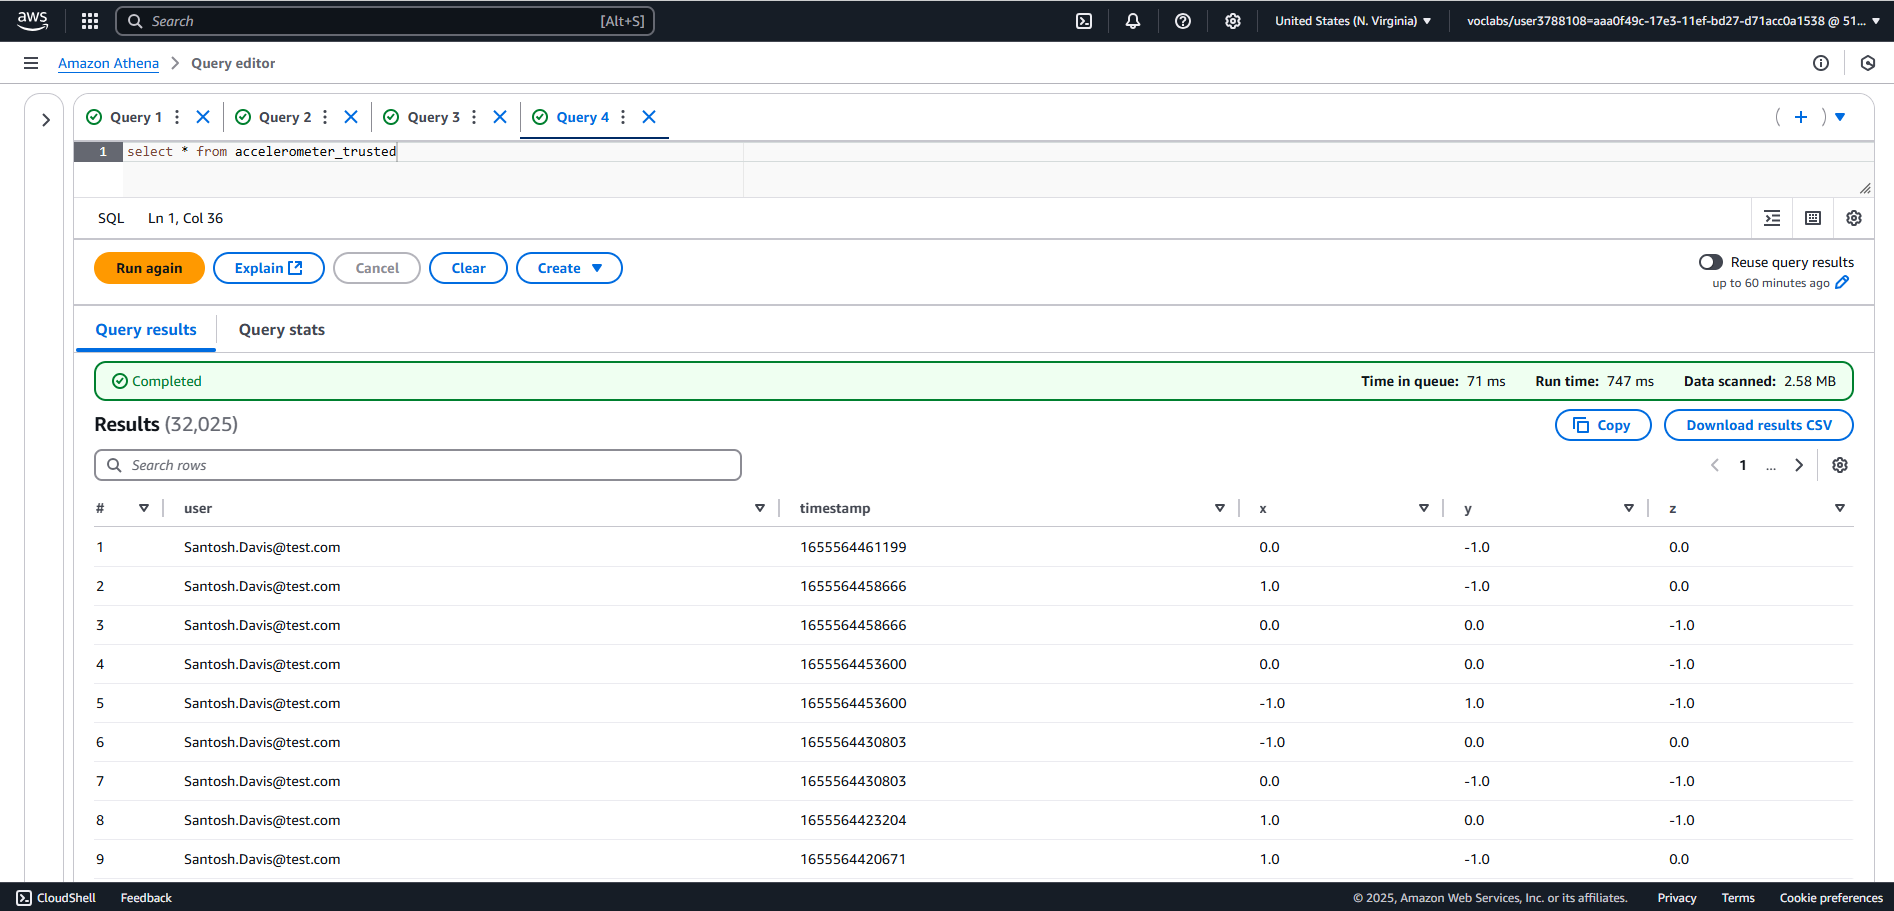 aws Search [Alt+S] United States (N. Virginia) voclabs/user3788108=aaa0f49c-17e3-11ef-bd27-d71acc0a1538 @ 51...
Amazon Athena Query editor
Query 1 Query 2 Query 3 Query 4
1 select * from accelerometer_trusted
SQL Ln 1, Col 36
Run again Explain Cancel Clear Create
Reuse query results
up to 60 minutes ago
Query results Query stats
Completed Time in queue: 71 ms Run time: 747 ms Data scanned: 2.58 MB
Results (32,025) Copy Download results CSV
Search rows 1 ...
# user timestamp x y z
1 Santosh.Davis@test.com 1655564461199 0.0 -1.0 0.0
2 Santosh.Davis@test.com 1655564458666 1.0 -1.0 0.0
3 Santosh.Davis@test.com 1655564458666 0.0 0.0 -1.0
4 Santosh.Davis@test.com 1655564453600 0.0 0.0 -1.0
5 Santosh.Davis@test.com 1655564453600 -1.0 1.0 -1.0
6 Santosh.Davis@test.com 1655564430803 -1.0 0.0 0.0
7 Santosh.Davis@test.com 1655564430803 0.0 -1.0 -1.0
8 Santosh.Davis@test.com 1655564423204 1.0 0.0 -1.0
9 Santosh.Davis@test.com 1655564420671 1.0 -1.0 0.0
CloudShell Feedback © 2025, Amazon Web Services, Inc. or its affiliates. Privacy Terms Cookie preferences